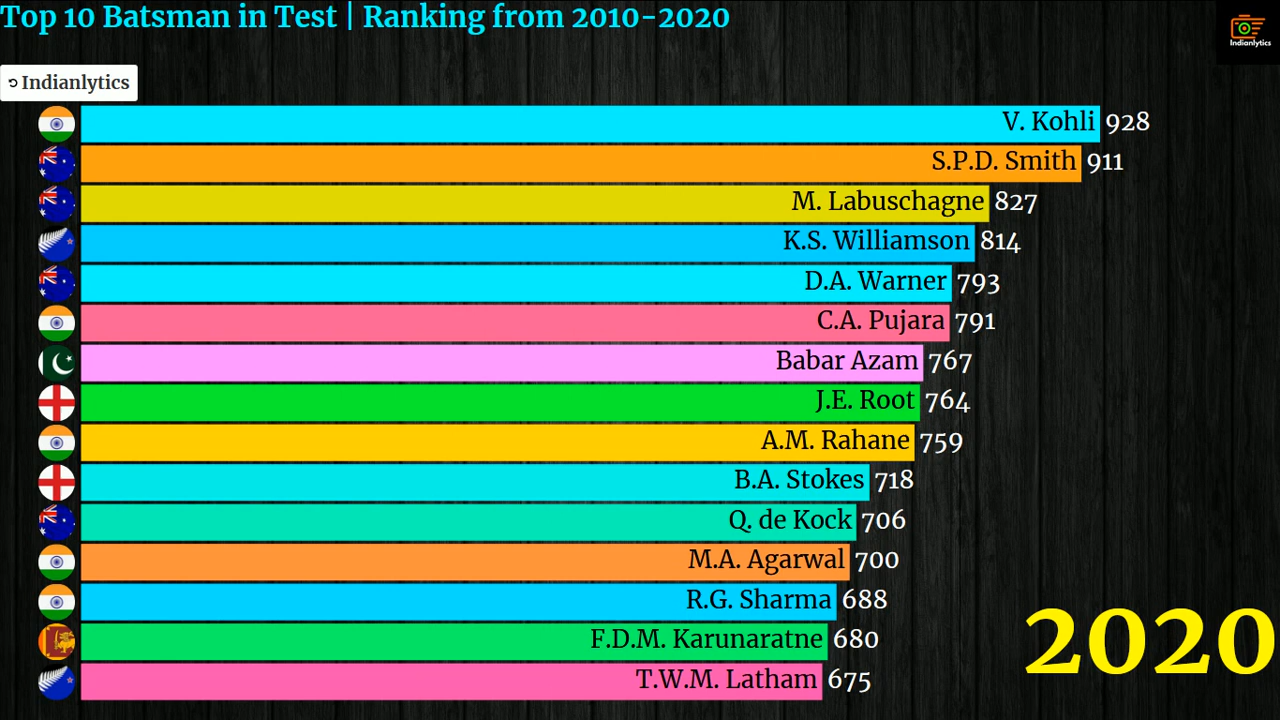 Top 10 Batsman in Test | Ranking from 2010-2020
Indianlytics
Indianlytics
V. Kohli 928
S.P.D. Smith 911
M. Labuschagne 827
K.S. Williamson 814
D.A. Warner 793
C.A. Pujara 791
Babar Azam 767
J.E. Root 764
A.M. Rahane 759
B.A. Stokes 718
Q. de Kock 706
M.A. Agarwal 700
R.G. Sharma 688
F.D.M. Karunaratne 680
T.W.M. Latham 675
2020